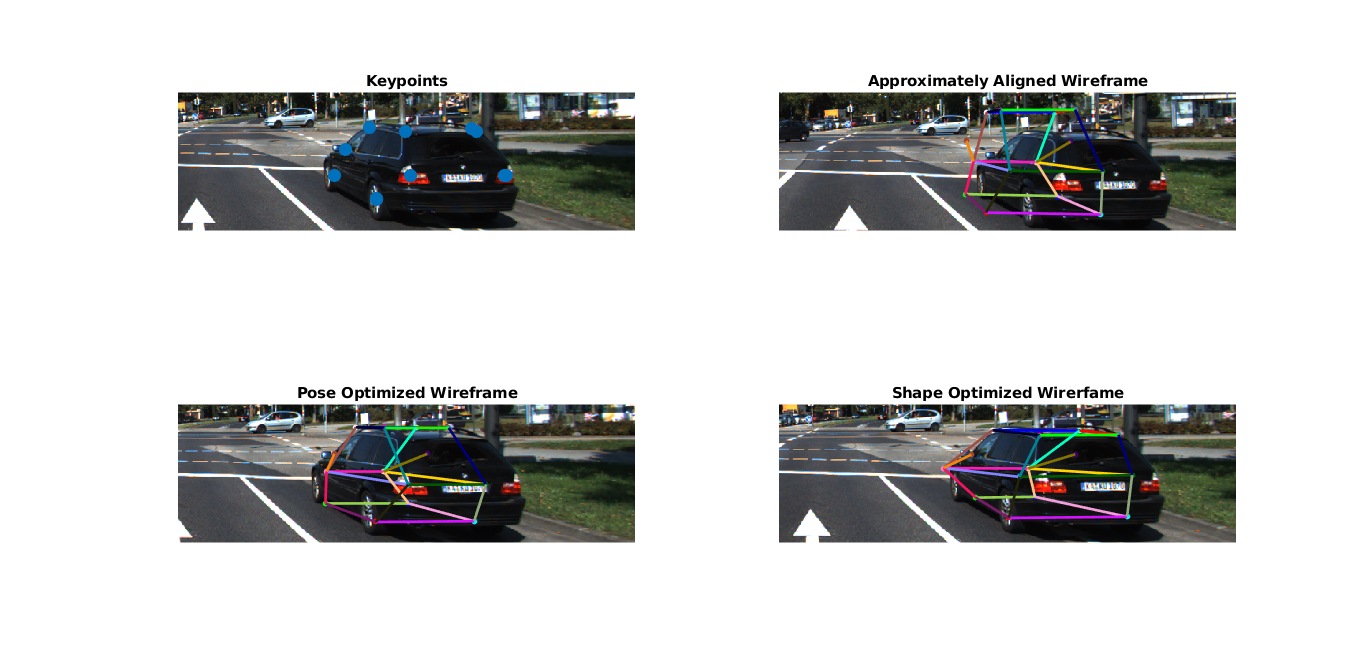 Keypoints
Approximately Aligned Wireframe
Pose Optimized Wireframe
Shape Optimized Wirerfame